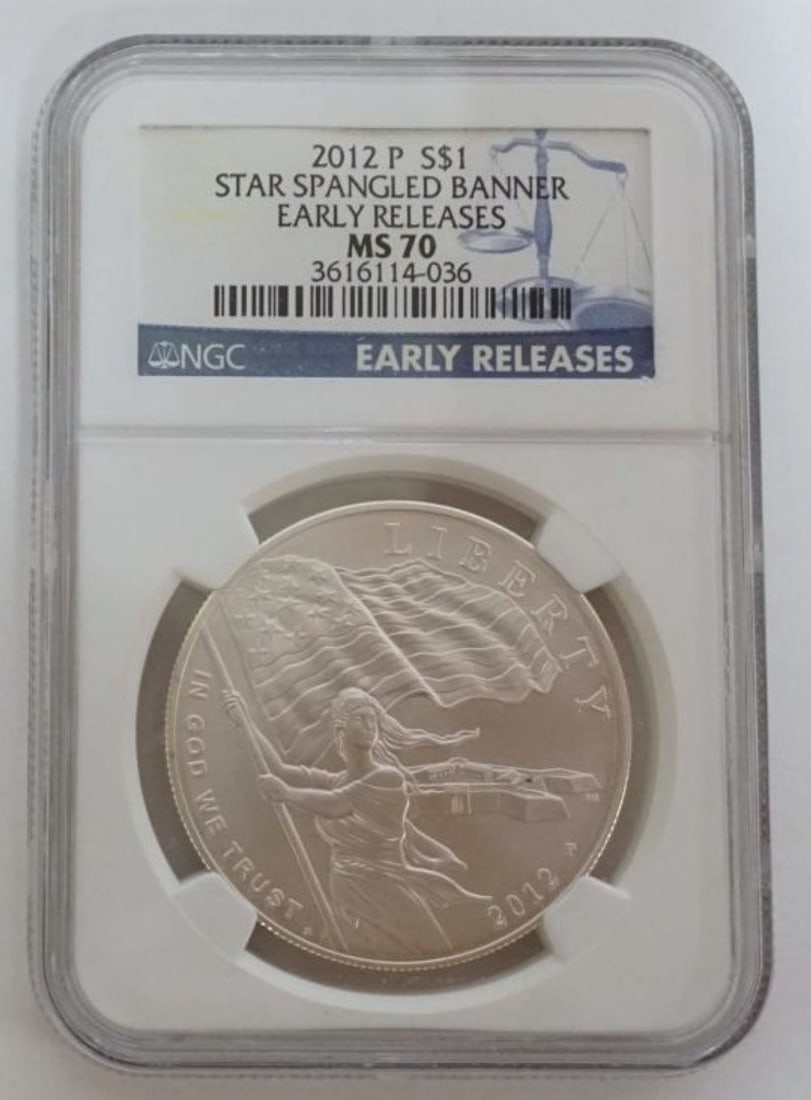 2012 P S$1
STAR SPANGLED BANNER
EARLY RELEASES
MS 70
3616114-036
NGC EARLY RELEASES
LIBERTY
IN GOD WE TRUST
2012
P